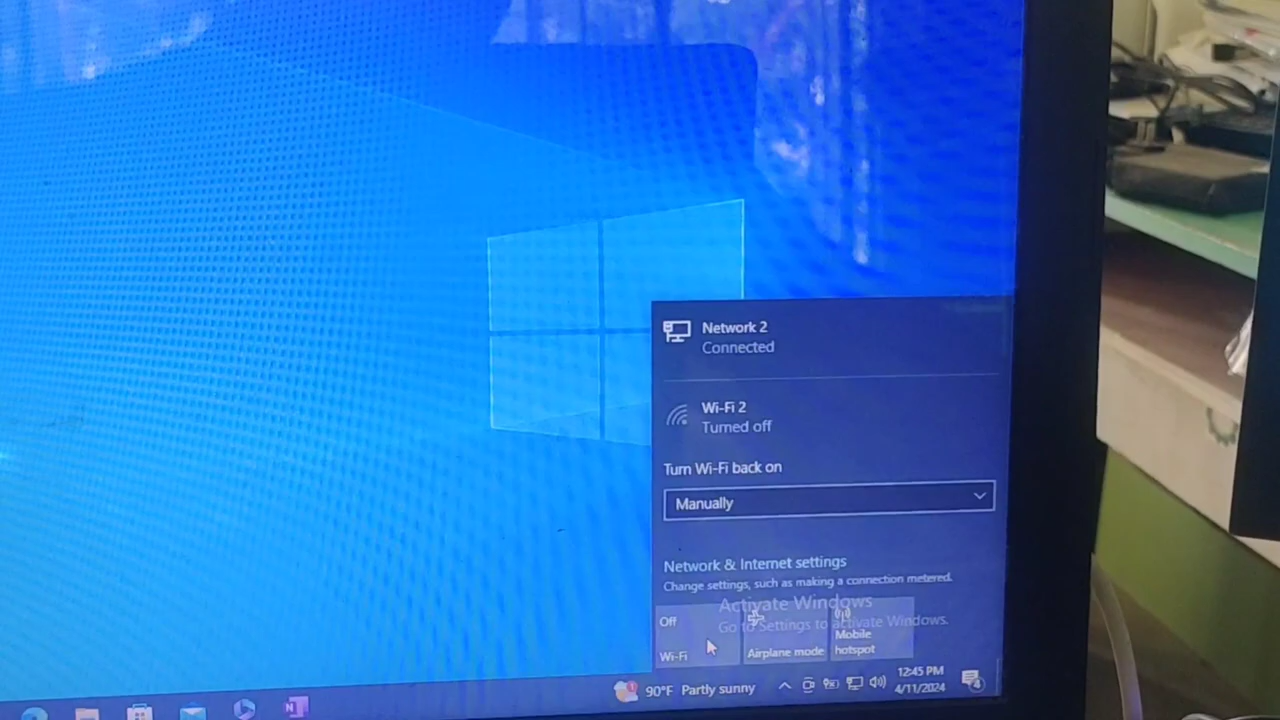 Network 2
Connected
Wi-Fi 2
Turned off
Turn Wi-Fi back on
Manually
Network & Internet settings
Change settings, such as making a connection metered.
Activate Windows
Go to Settings to activate Windows.
Off
Wi-Fi
Airplane mode
Mobile
hotspot
1
90°F Partly sunny
12:45 PM
4/11/2024
4
N